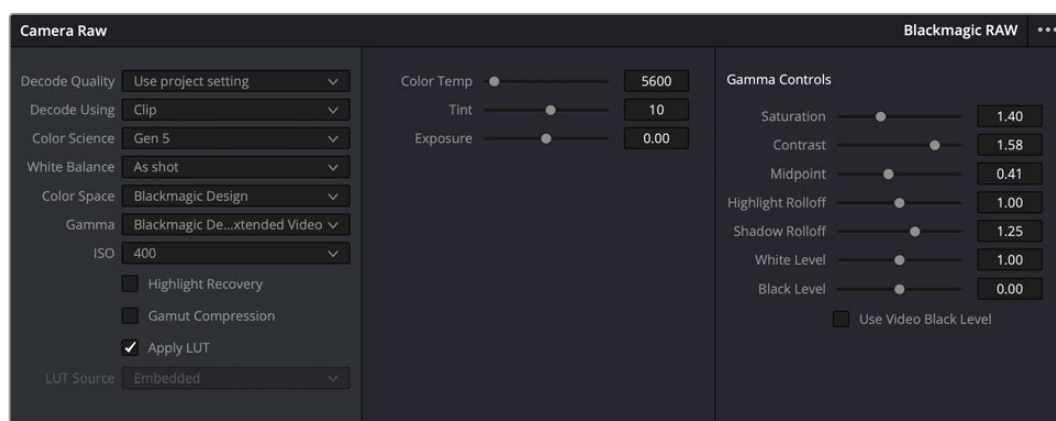 Camera Raw
Blackmagic RAW
Decode Quality Use project setting
Decode Using Clip
Color Science Gen 5
White Balance As shot
Color Space Blackmagic Design
Gamma Blackmagic De...xtended Video
ISO 400
Highlight Recovery
Gamut Compression
Apply LUT
LUT Source Embedded
Color Temp 5600
Tint 10
Exposure 0.00
Gamma Controls
Saturation 1.40
Contrast 1.58
Midpoint 0.41
Highlight Rolloff 1.00
Shadow Rolloff 1.25
White Level 1.00
Black Level 0.00
Use Video Black Level